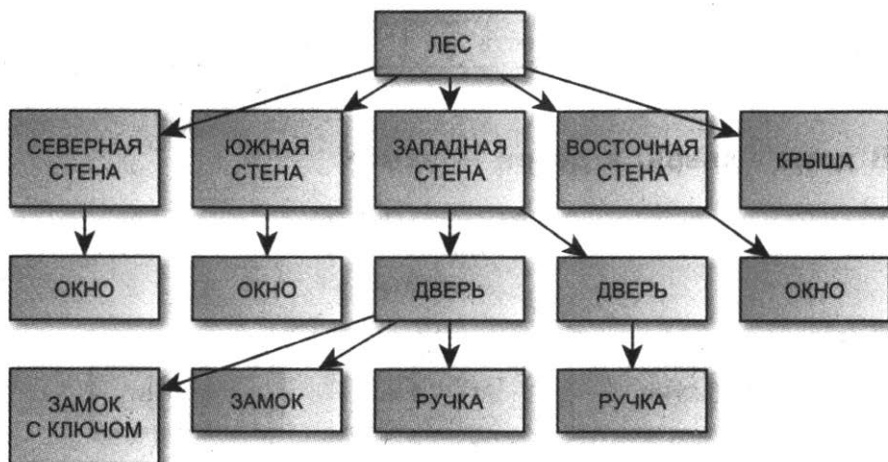 ЛЕС
СЕВЕРНАЯ
СТЕНА
ЮЖНАЯ
СТЕНА
ЗАПАДНАЯ
СТЕНА
ВОСТОЧНАЯ
СТЕНА
КРЫША
ОКНО
ОКНО
ДВЕРЬ
ДВЕРЬ
ОКНО
ЗАМОК
С КЛЮЧОМ
ЗАМОК
РУЧКА
РУЧКА